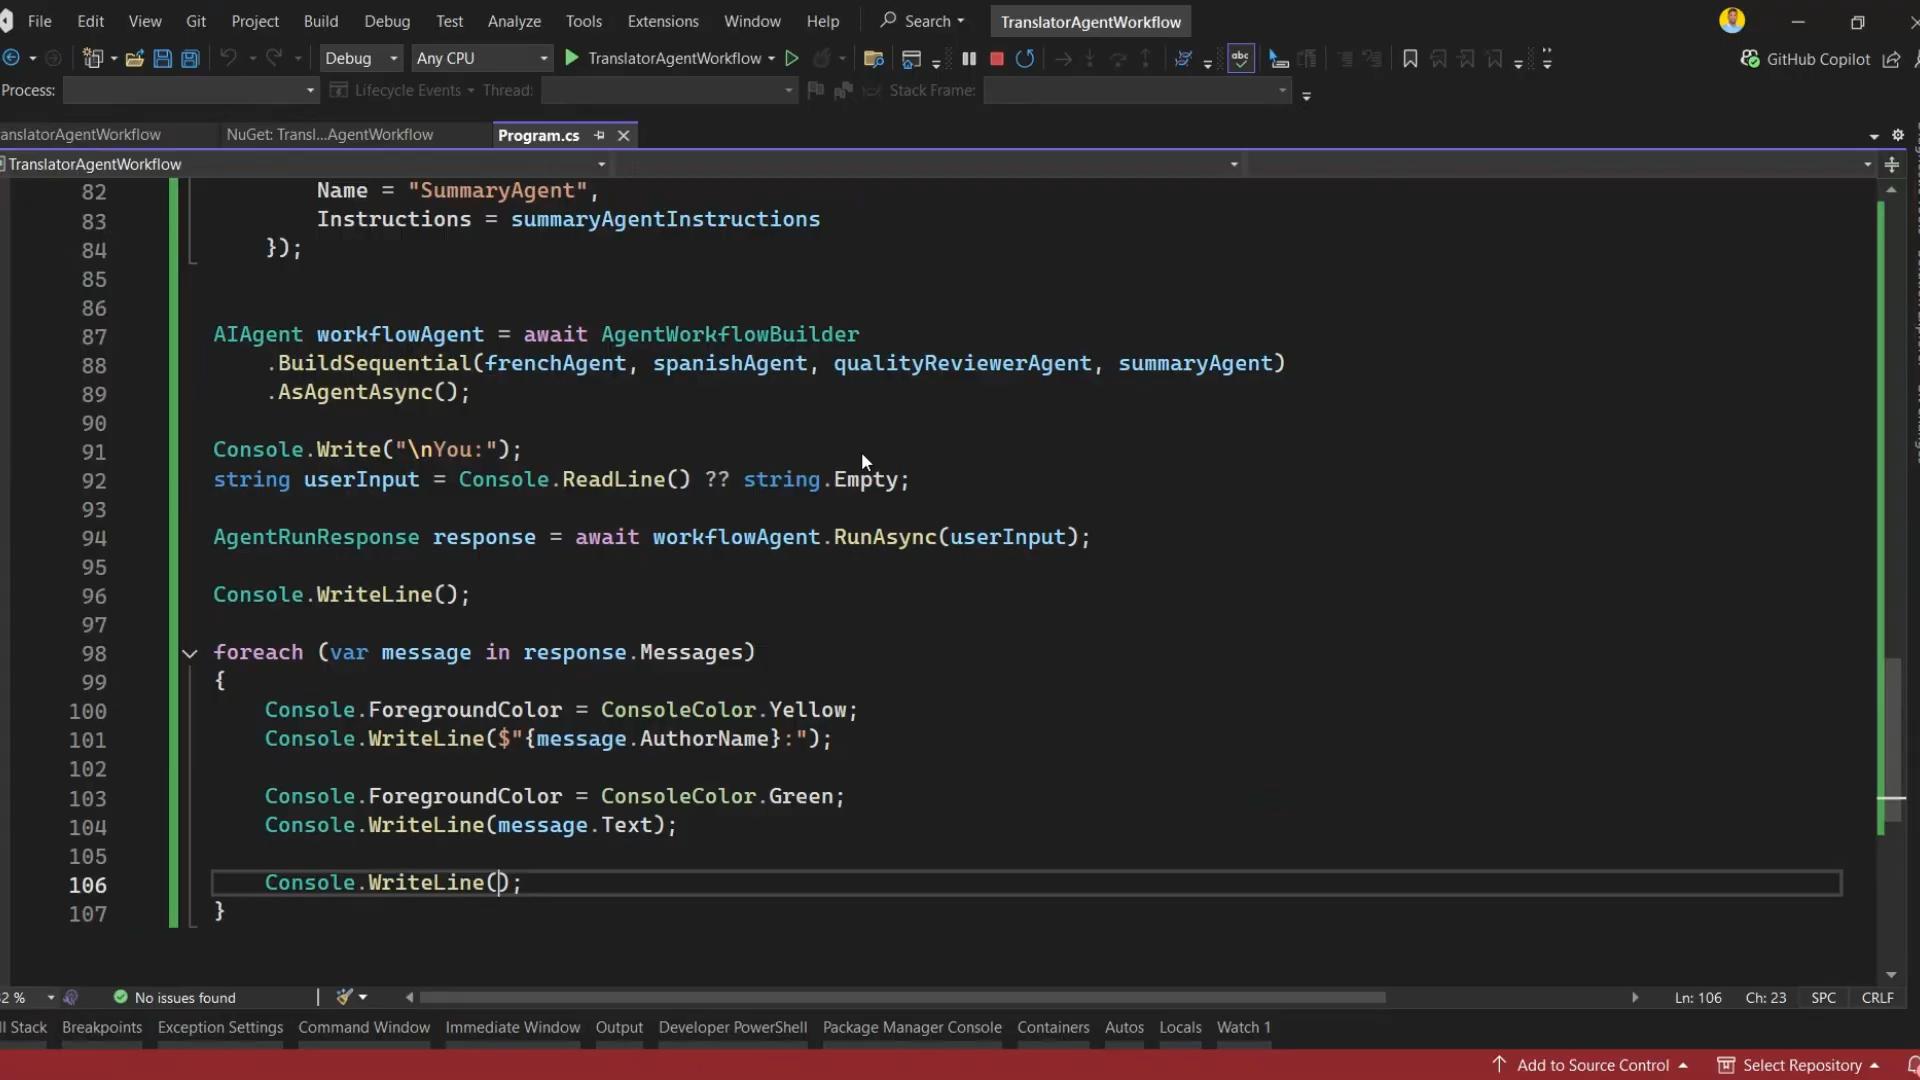 File Edit View Git Project Build Debug Test Analyze Tools Extensions Window Help Search TranslatorAgentWorkflow
Debug Any CPU TranslatorAgentWorkflow abc GitHub Copilot
Process: Lifecycle Events Thread: Stack Frame:
anslatorAgentWorkflow NuGet: Transl...AgentWorkflow Program.cs
TranslatorAgentWorkflow
82 Name = "SummaryAgent",
83 Instructions = summaryAgentInstructions
84 });
85
86
87 AIAgent workflowAgent = await AgentWorkflowBuilder
88 .BuildSequential(frenchAgent, spanishAgent, qualityReviewerAgent, summaryAgent)
89 .AsAgentAsync();
90
91 Console.Write("\nYou:");
92 string userInput = Console.ReadLine() ?? string.Empty;
93
94 AgentRunResponse response = await workflowAgent.RunAsync(userInput);
95
96 Console.WriteLine();
97
98 foreach (var message in response.Messages)
99 {
100 Console.ForegroundColor = ConsoleColor.Yellow;
101 Console.WriteLine($"{message.AuthorName}:");
102
103 Console.ForegroundColor = ConsoleColor.Green;
104 Console.WriteLine(message.Text);
105
106 Console.WriteLine();
107 }
2 % No issues found Ln: 106 Ch: 23 SPC CRLF
ll Stack Breakpoints Exception Settings Command Window Immediate Window Output Developer PowerShell Package Manager Console Containers Autos Locals Watch 1
Add to Source Control Select Repository